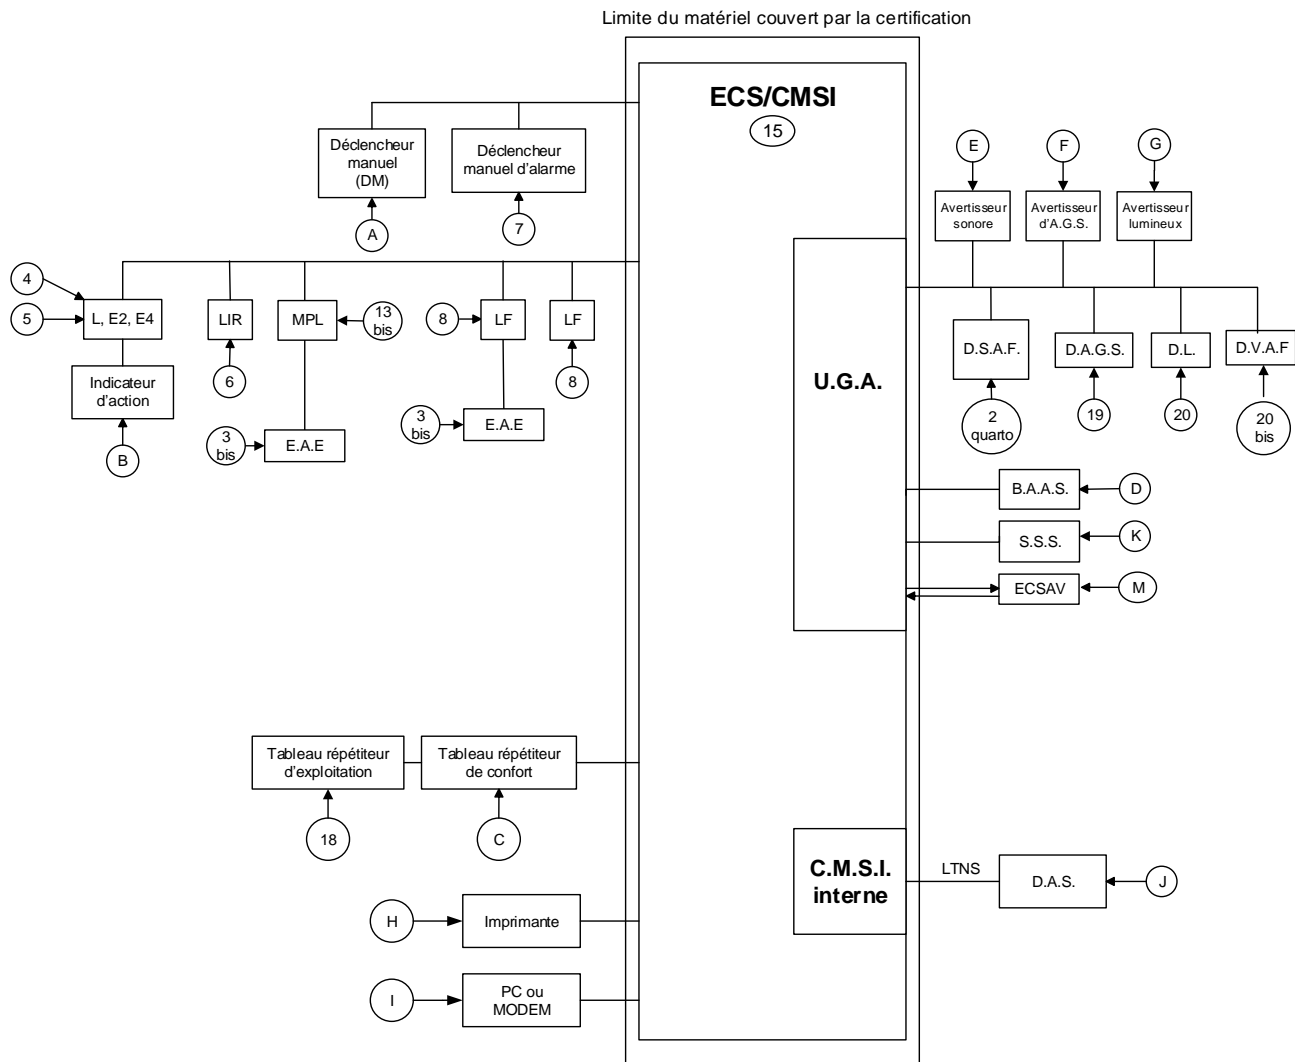 Limite du matériel couvert par la certification
ECS/CMSI
15
Déclencheur
manuel
(DM)
Déclencheur
manuel d'alarme
A
7
E
F
G
Avertisseur
sonore
Avertisseur
d'A.G.S.
Avertisseur
lumineux
4
5
L, E2, E4
LIR
MPL
13
bis
8
LF
LF
Indicateur
d'action
6
8
B
3
bis
E.A.E
3
bis
E.A.E
U.G.A.
D.S.A.F.
D.A.G.S.
D.L.
D.V.A.F
2
quarto
19
20
20
bis
B.A.A.S.
D
S.S.S.
K
ECSAV
M
Tableau répétiteur
d'exploitation
Tableau répétiteur
de confort
18
C
C.M.S.I.
interne
LTNS
D.A.S.
J
H
Imprimante
I
PC ou
MODEM